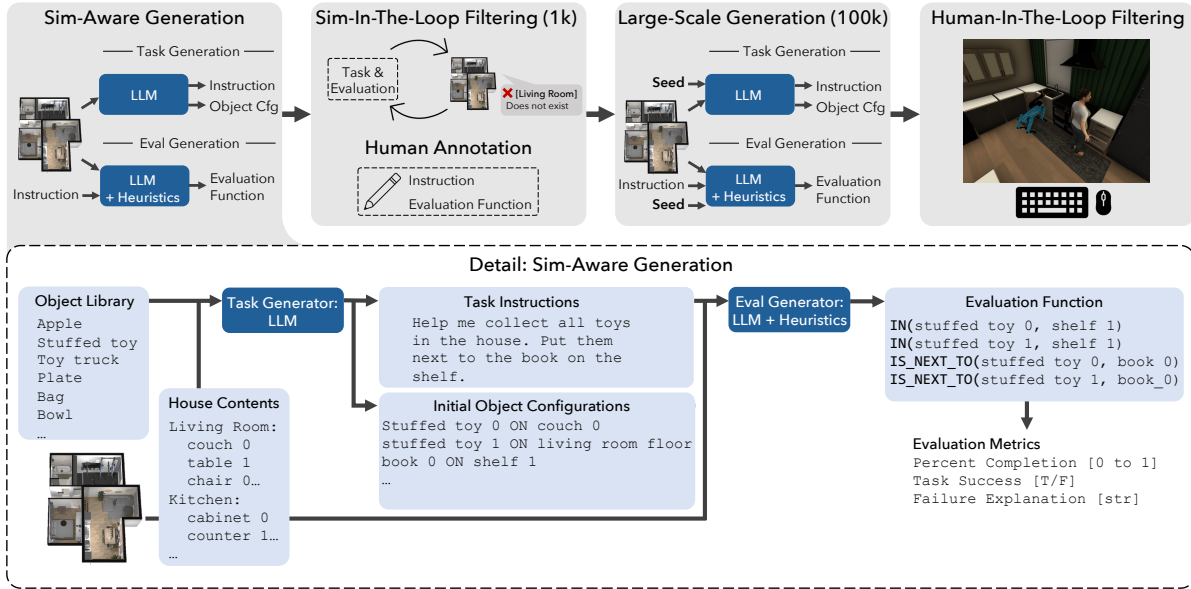 Sim-Aware Generation
Task Generation
LLM
Instruction
Object Cfg
Eval Generation
Instruction
LLM
+ Heuristics
Evaluation
Function
Sim-In-The-Loop Filtering (1k)
Task &
Evaluation
[Living Room]
Does not exist
Human Annotation
Instruction
Evaluation Function
Large-Scale Generation (100k)
Task Generation
Seed
LLM
Instruction
Object Cfg
Eval Generation
Instruction
Seed
LLM
+ Heuristics
Evaluation
Function
Human-In-The-Loop Filtering
Detail: Sim-Aware Generation
Object Library
Apple
Stuffed toy
Toy truck
Plate
Bag
Bowl
…
House Contents
Living Room:
couch 0
table 1
chair 0…
Kitchen:
cabinet 0
counter 1…
…
Task Generator:
LLM
Task Instructions
Help me collect all toys
in the house. Put them
next to the book on the
shelf.
Initial Object Configurations
Stuffed toy 0 ON couch 0
stuffed toy 1 ON living room floor
book 0 ON shelf 1
…
Eval Generator:
LLM + Heuristics
Evaluation Function
IN(stuffed toy 0, shelf 1)
IN(stuffed toy 1, shelf 1)
IS_NEXT_TO(stuffed toy 0, book 0)
IS_NEXT_TO(stuffed toy 1, book_0)
Evaluation Metrics
Percent Completion [0 to 1]
Task Success [T/F]
Failure Explanation [str]